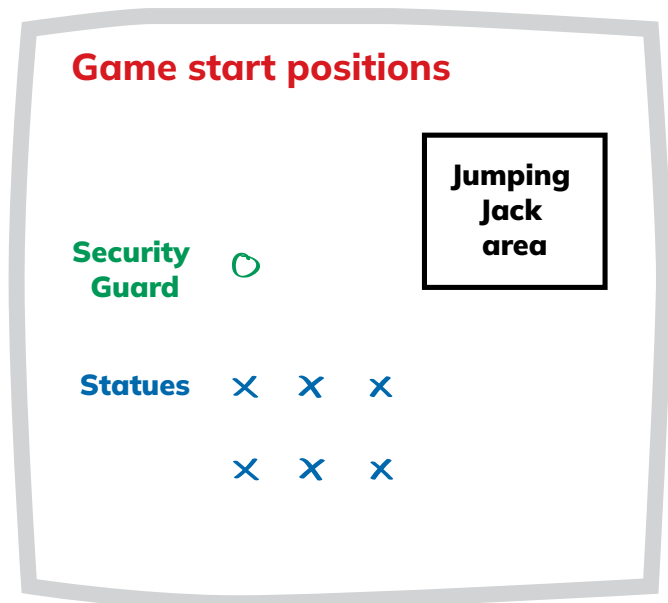 Game start positions
Jumping
Jack
area
Security
Guard
Statues